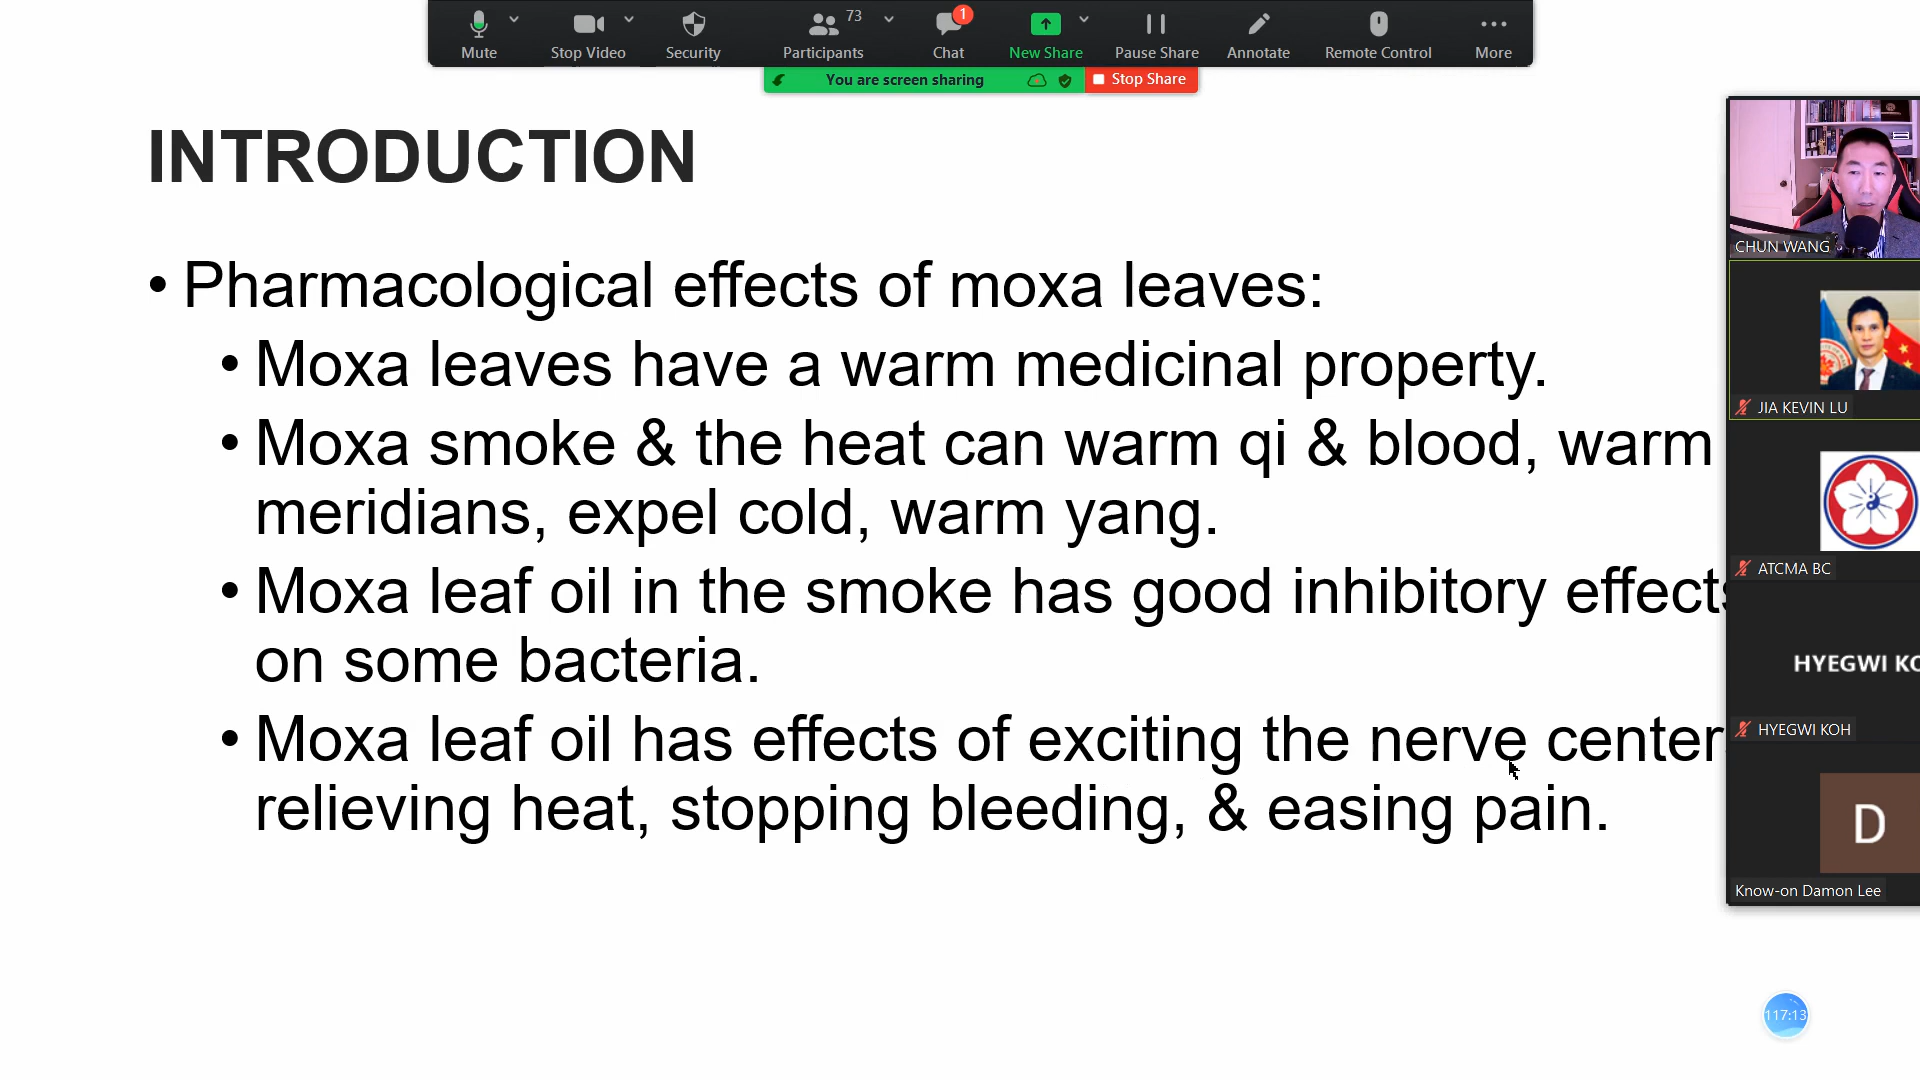 Mute
Stop Video
Security
Participants
73
Chat
1
New Share
Pause Share
Annotate
Remote Control
More
You are screen sharing
Stop Share
INTRODUCTION
• Pharmacological effects of moxa leaves:
• Moxa leaves have a warm medicinal property.
• Moxa smoke & the heat can warm qi & blood, warm
meridians, expel cold, warm yang.
• Moxa leaf oil in the smoke has good inhibitory effects
on some bacteria.
• Moxa leaf oil has effects of exciting the nerve center
relieving heat, stopping bleeding, & easing pain.
CHUN WANG
JIA KEVIN LU
ATCMA BC
HYEGWI KO
HYEGWI KOH
D
Know-on Damon Lee
117:13